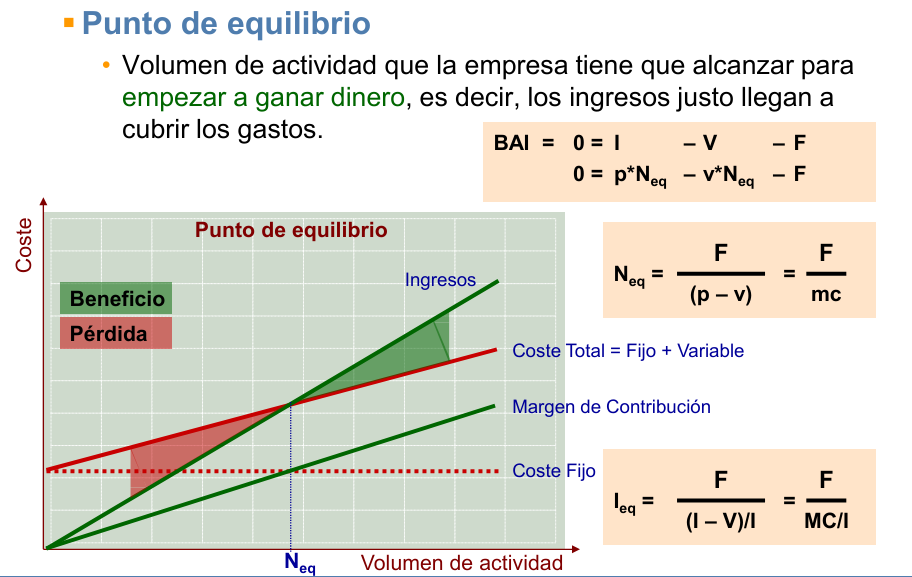 Punto de equilibrio
• Volumen de actividad que la empresa tiene que alcanzar para
empezar a ganar dinero, es decir, los ingresos justo llegan a
cubrir los gastos.
BAI = 0 = I – V – F
0 = p*Neq – v*Neq – F
Coste
Punto de equilibrio
Ingresos
Beneficio
Pérdida
Coste Total = Fijo + Variable
Margen de Contribución
Coste Fijo
Neq
Volumen de actividad
F F
Neq = =
(p – v) mc
F F
Ieq = =
(I – V)/I MC/I